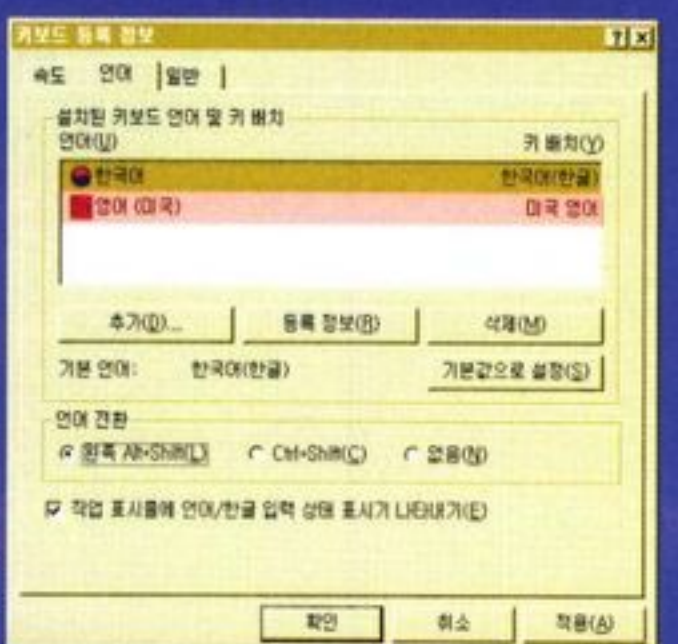 키보드 등록 정보
속도 언어 일반
설치된 키보드 언어 및 키 배치
언어(U) 키 배치(Y)
한국어 한국어(한글)
영어 (미국) 미국 영어
추가(D)... 등록 정보(R) 삭제(M)
기본 언어: 한국어(한글) 기본값으로 설정(S)
언어 전환
왼쪽 Alt+Shift(L) Ctrl+Shift(C) 없음(N)
작업 표시줄에 언어/한글 입력 상태 표시기 나타내기(E)
확인 취소 적용(A)